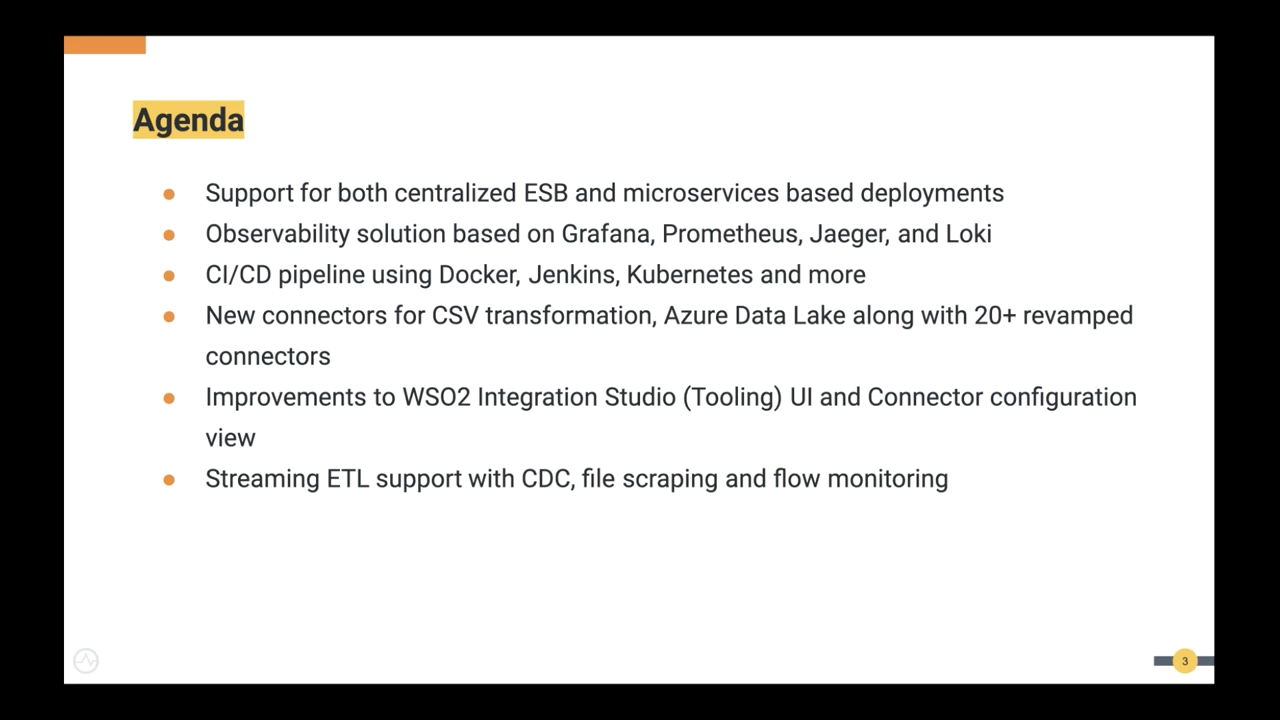 Agenda
Support for both centralized ESB and microservices based deployments
Observability solution based on Grafana, Prometheus, Jaeger, and Loki
CI/CD pipeline using Docker, Jenkins, Kubernetes and more
New connectors for CSV transformation, Azure Data Lake along with 20+ revamped
connectors
Improvements to WSO2 Integration Studio (Tooling) UI and Connector configuration
view
Streaming ETL support with CDC, file scraping and flow monitoring
3